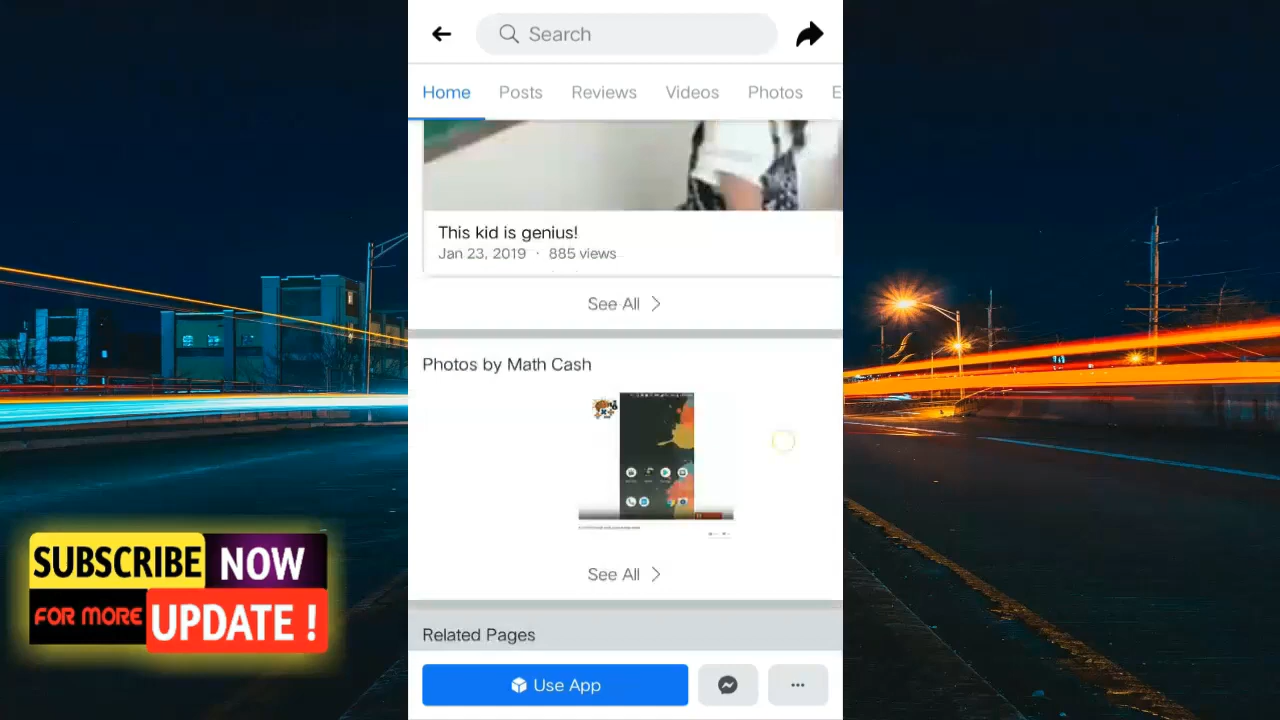 Search
Home Posts Reviews Videos Photos E
This kid is genius!
Jan 23, 2019 · 885 views
See All
Photos by Math Cash
See All
Related Pages
Use App
SUBSCRIBE NOW
FOR MORE UPDATE !